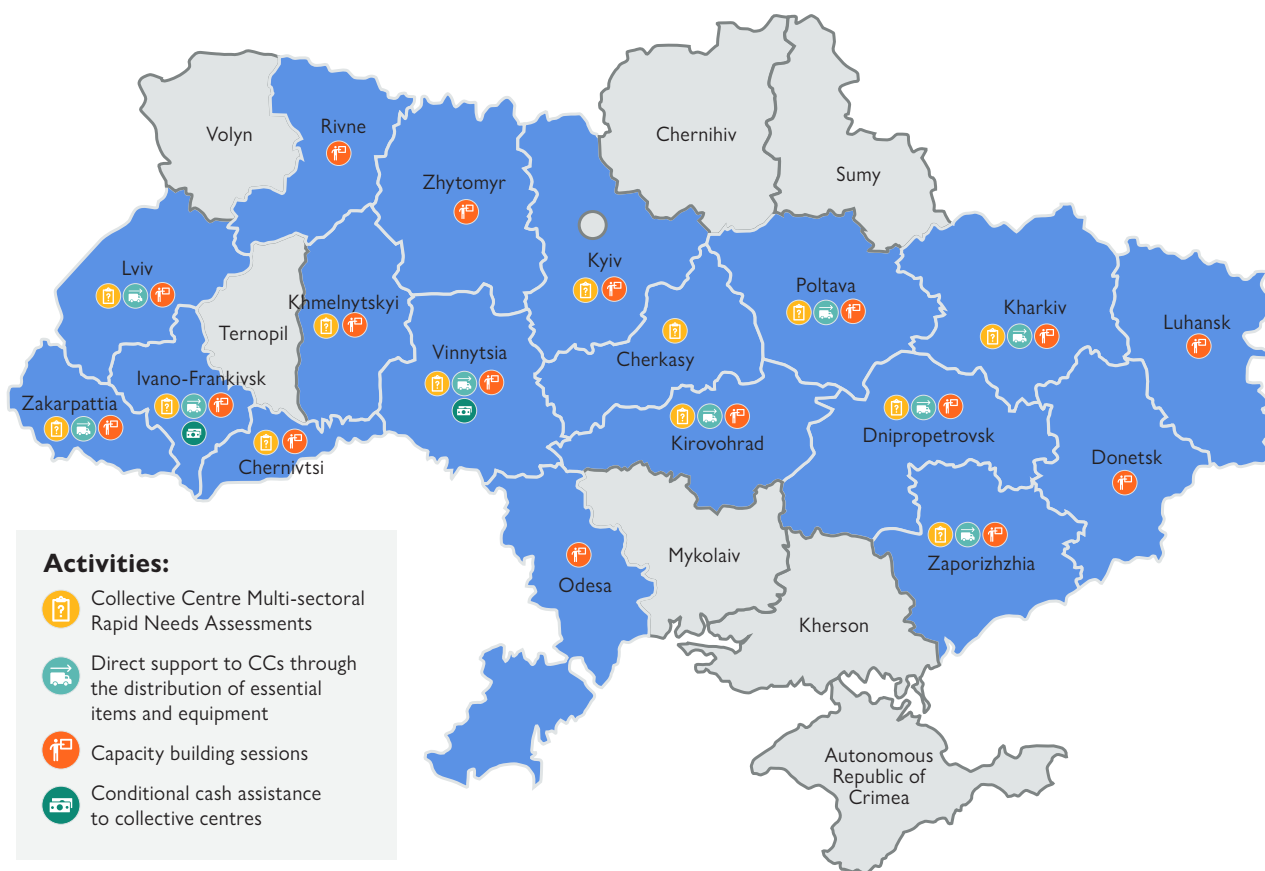 Volyn
Rivne
Chernihiv
Sumy
Zhytomyr
Lviv
Kyiv
Poltava
Khmelnytskyi
Kharkiv
Luhansk
Ternopil
Vinnytsia
Cherkasy
Ivano-Frankivsk
Zakarpattia
Chernivtsi
Kirovohrad
Dnipropetrovsk
Donetsk
Mykolaiv
Zaporizhzhia
Odesa
Kherson
Autonomous
Republic of
Crimea
Activities:
Collective Centre Multi-sectoral
Rapid Needs Assessments
Direct support to CCs through
the distribution of essential
items and equipment
Capacity building sessions
Conditional cash assistance
to collective centres